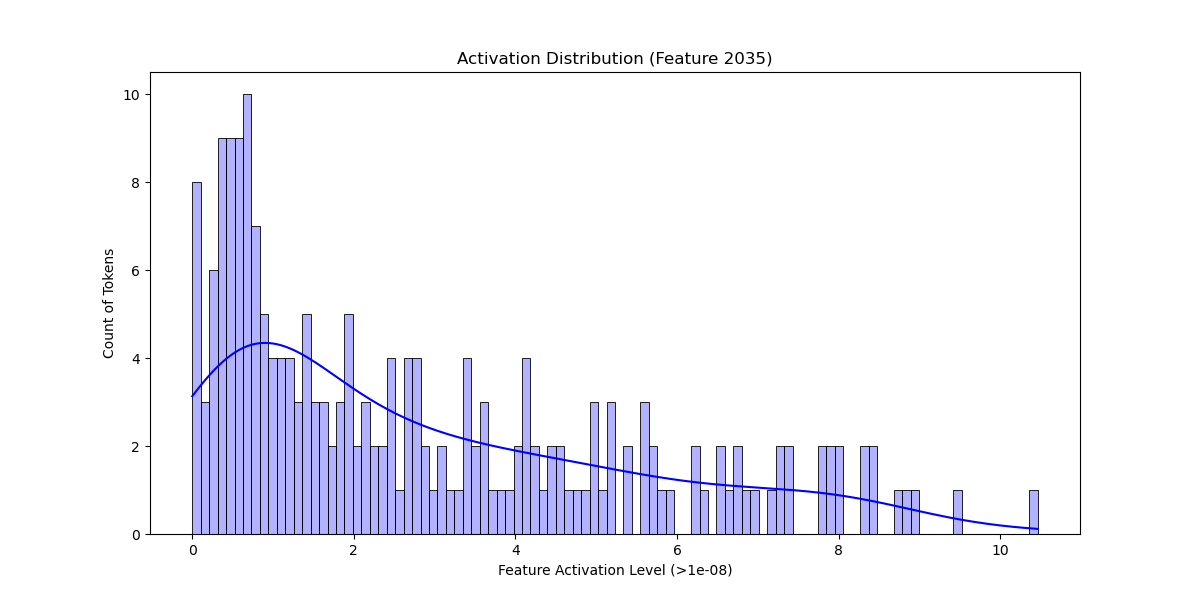 Activation Distribution (Feature 2035)
10
8
6
4
2
0
Count of Tokens
0 2 4 6 8 10
Feature Activation Level (>1e-08)